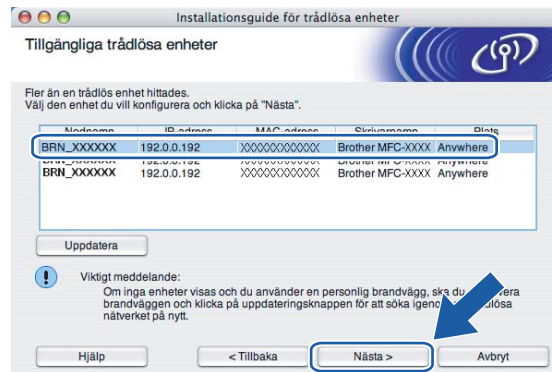 Installationsguide för trådlösa enheter
Tillgängliga trådlösa enheter
Fler än en trådlös enhet hittades.
Välj den enhet du vill konfigurera och klicka på "Nästa".
Nodnamn IP-adress MAC-adress Skrivarnamn Plats
BRN_XXXXXX 192.0.0.192 XXXXXXXXXXXX Brother MFC-XXXX Anywhere
BRN_XXXXXX 192.0.0.192 XXXXXXXXXXXX Brother MFC-XXXX Anywhere
BRN_XXXXXX 192.0.0.192 XXXXXXXXXXXX Brother MFC-XXXX Anywhere
Uppdatera
Viktigt meddelande:
Om inga enheter visas och du använder en personlig brandvägg, ska du
brandväggen och klicka på uppdateringsknappen för att söka
nätverket på nytt.
Hjälp < Tillbaka Nästa > Avbryt